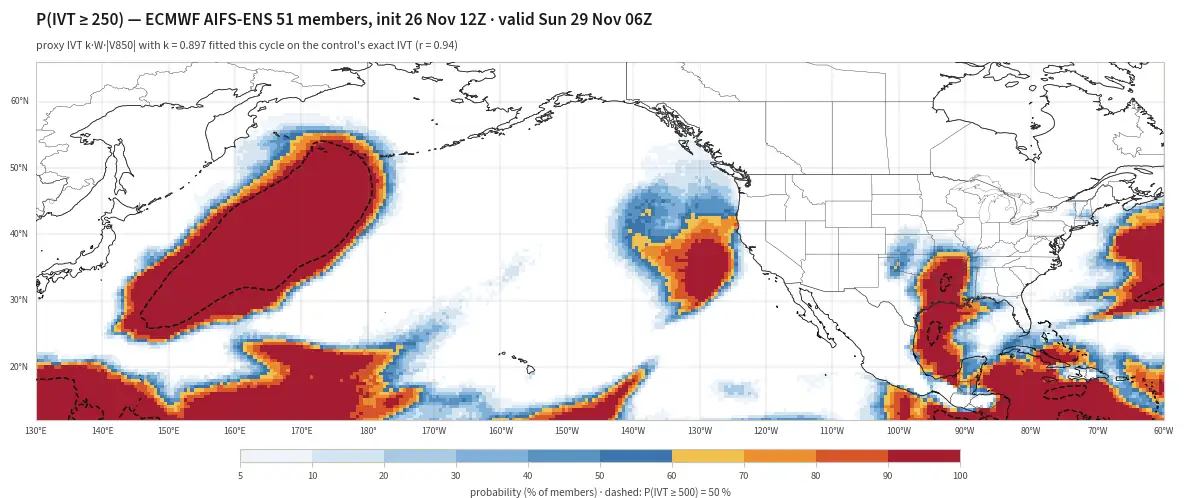 P(IVT ≥ 250) — ECMWF AIFS-ENS 51 members, init 26 Nov 12Z · valid Sun 29 Nov 06Z
proxy IVT k·W·|V850| with k = 0.897 fitted this cycle on the control's exact IVT (r = 0.94)
60°N
50°N
40°N
30°N
20°N
130°E 140°E 150°E 160°E 170°E 180° 170°W 160°W 150°W 140°W 130°W 120°W 110°W 100°W 90°W 80°W 70°W 60°W
5 10 20 30 40 50 60 70 80 90 100
probability (% of members) · dashed: P(IVT ≥ 500) = 50 %